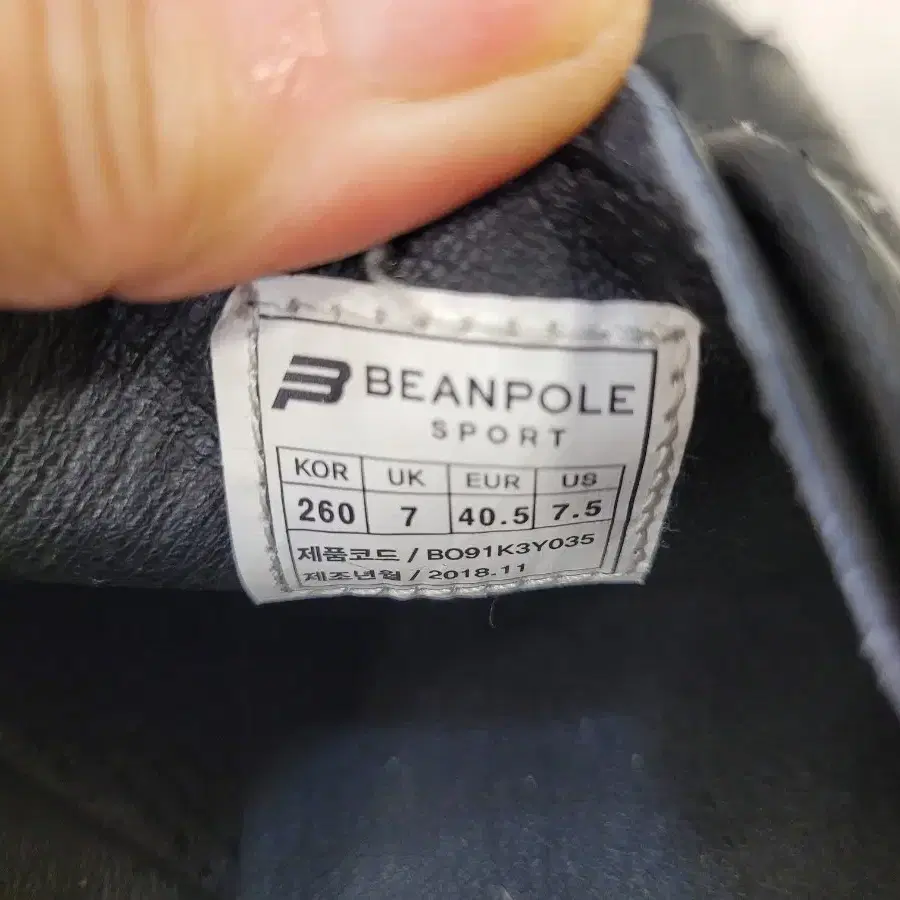 BEANPOLE
SPORT
KOR UK EUR US
260 7 40.5 7.5
제품코드 / BO91K3Y035
제조년월 / 2018.11